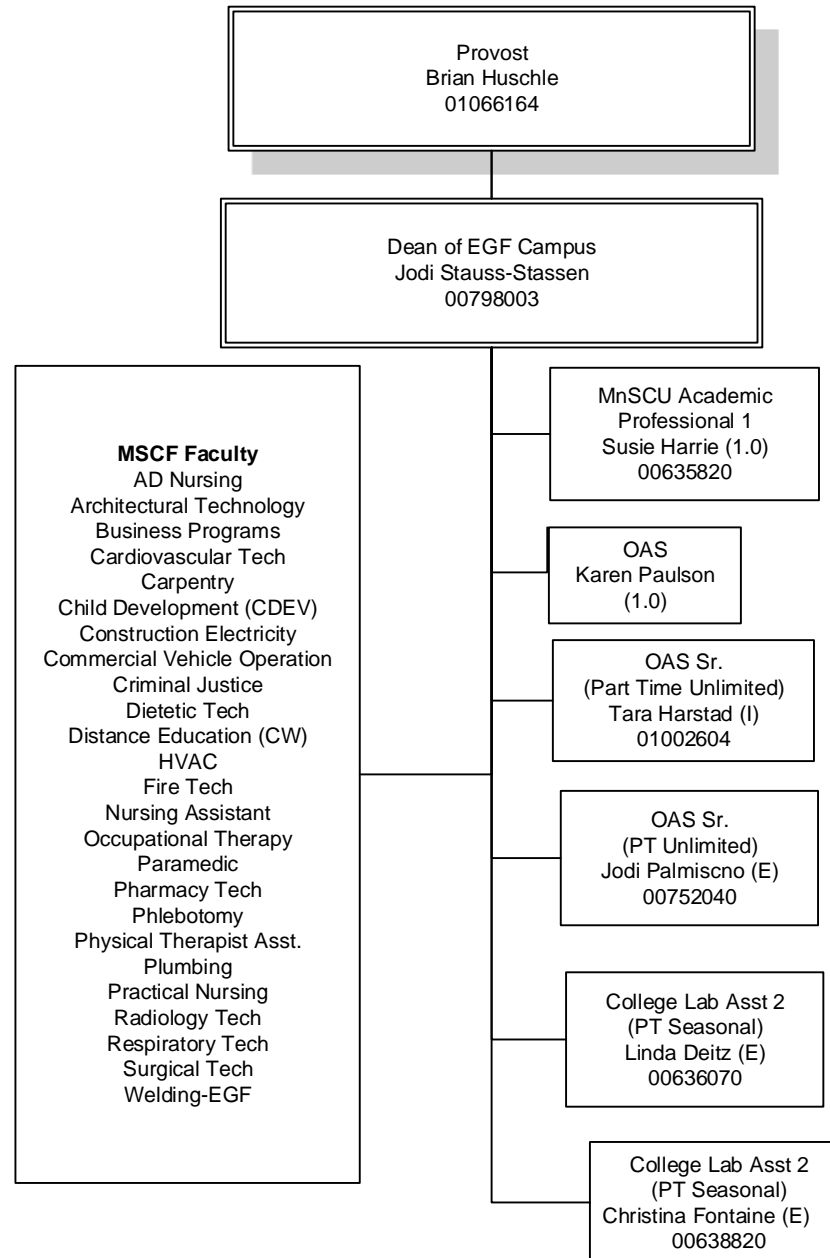 Provost
Brian Huschle
01066164
Dean of EGF Campus
Jodi Stauss-Stassen
00798003
MSCF Faculty
AD Nursing
Architectural Technology
Business Programs
Cardiovascular Tech
Carpentry
Child Development (CDEV)
Construction Electricity
Commercial Vehicle Operation
Criminal Justice
Dietetic Tech
Distance Education (CW)
HVAC
Fire Tech
Nursing Assistant
Occupational Therapy
Paramedic
Pharmacy Tech
Phlebotomy
Physical Therapist Asst.
Plumbing
Practical Nursing
Radiology Tech
Respiratory Tech
Surgical Tech
Welding-EGF
MnSCU Academic
Professional 1
Susie Harrie (1.0)
00635820
OAS
Karen Paulson
(1.0)
OAS Sr.
(Part Time Unlimited)
Tara Harstad (I)
01002604
OAS Sr.
(PT Unlimited)
Jodi Palmiscno (E)
00752040
College Lab Asst 2
(PT Seasonal)
Linda Deitz (E)
00636070
College Lab Asst 2
(PT Seasonal)
Christina Fontaine (E)
00638820